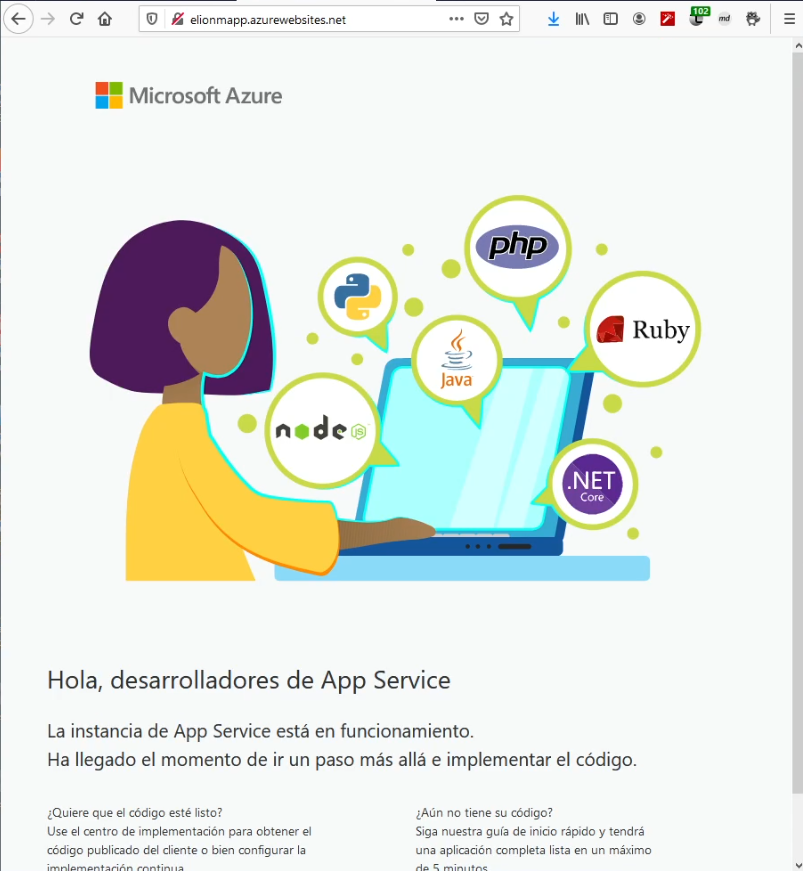 elionmapp.azurewebsites.net
102
md
Microsoft Azure
php
Ruby
Java
node
JS
.NET
Core
Hola, desarrolladores de App Service
La instancia de App Service está en funcionamiento.
Ha llegado el momento de ir un paso más allá e implementar el código.
¿Quiere que el código esté listo?
Use el centro de implementación para obtener el
código publicado del cliente o bien configurar la
implementación continua
¿Aún no tiene su código?
Siga nuestra guía de inicio rápido y tendrá
una aplicación completa lista en un máximo
de 5 minutos